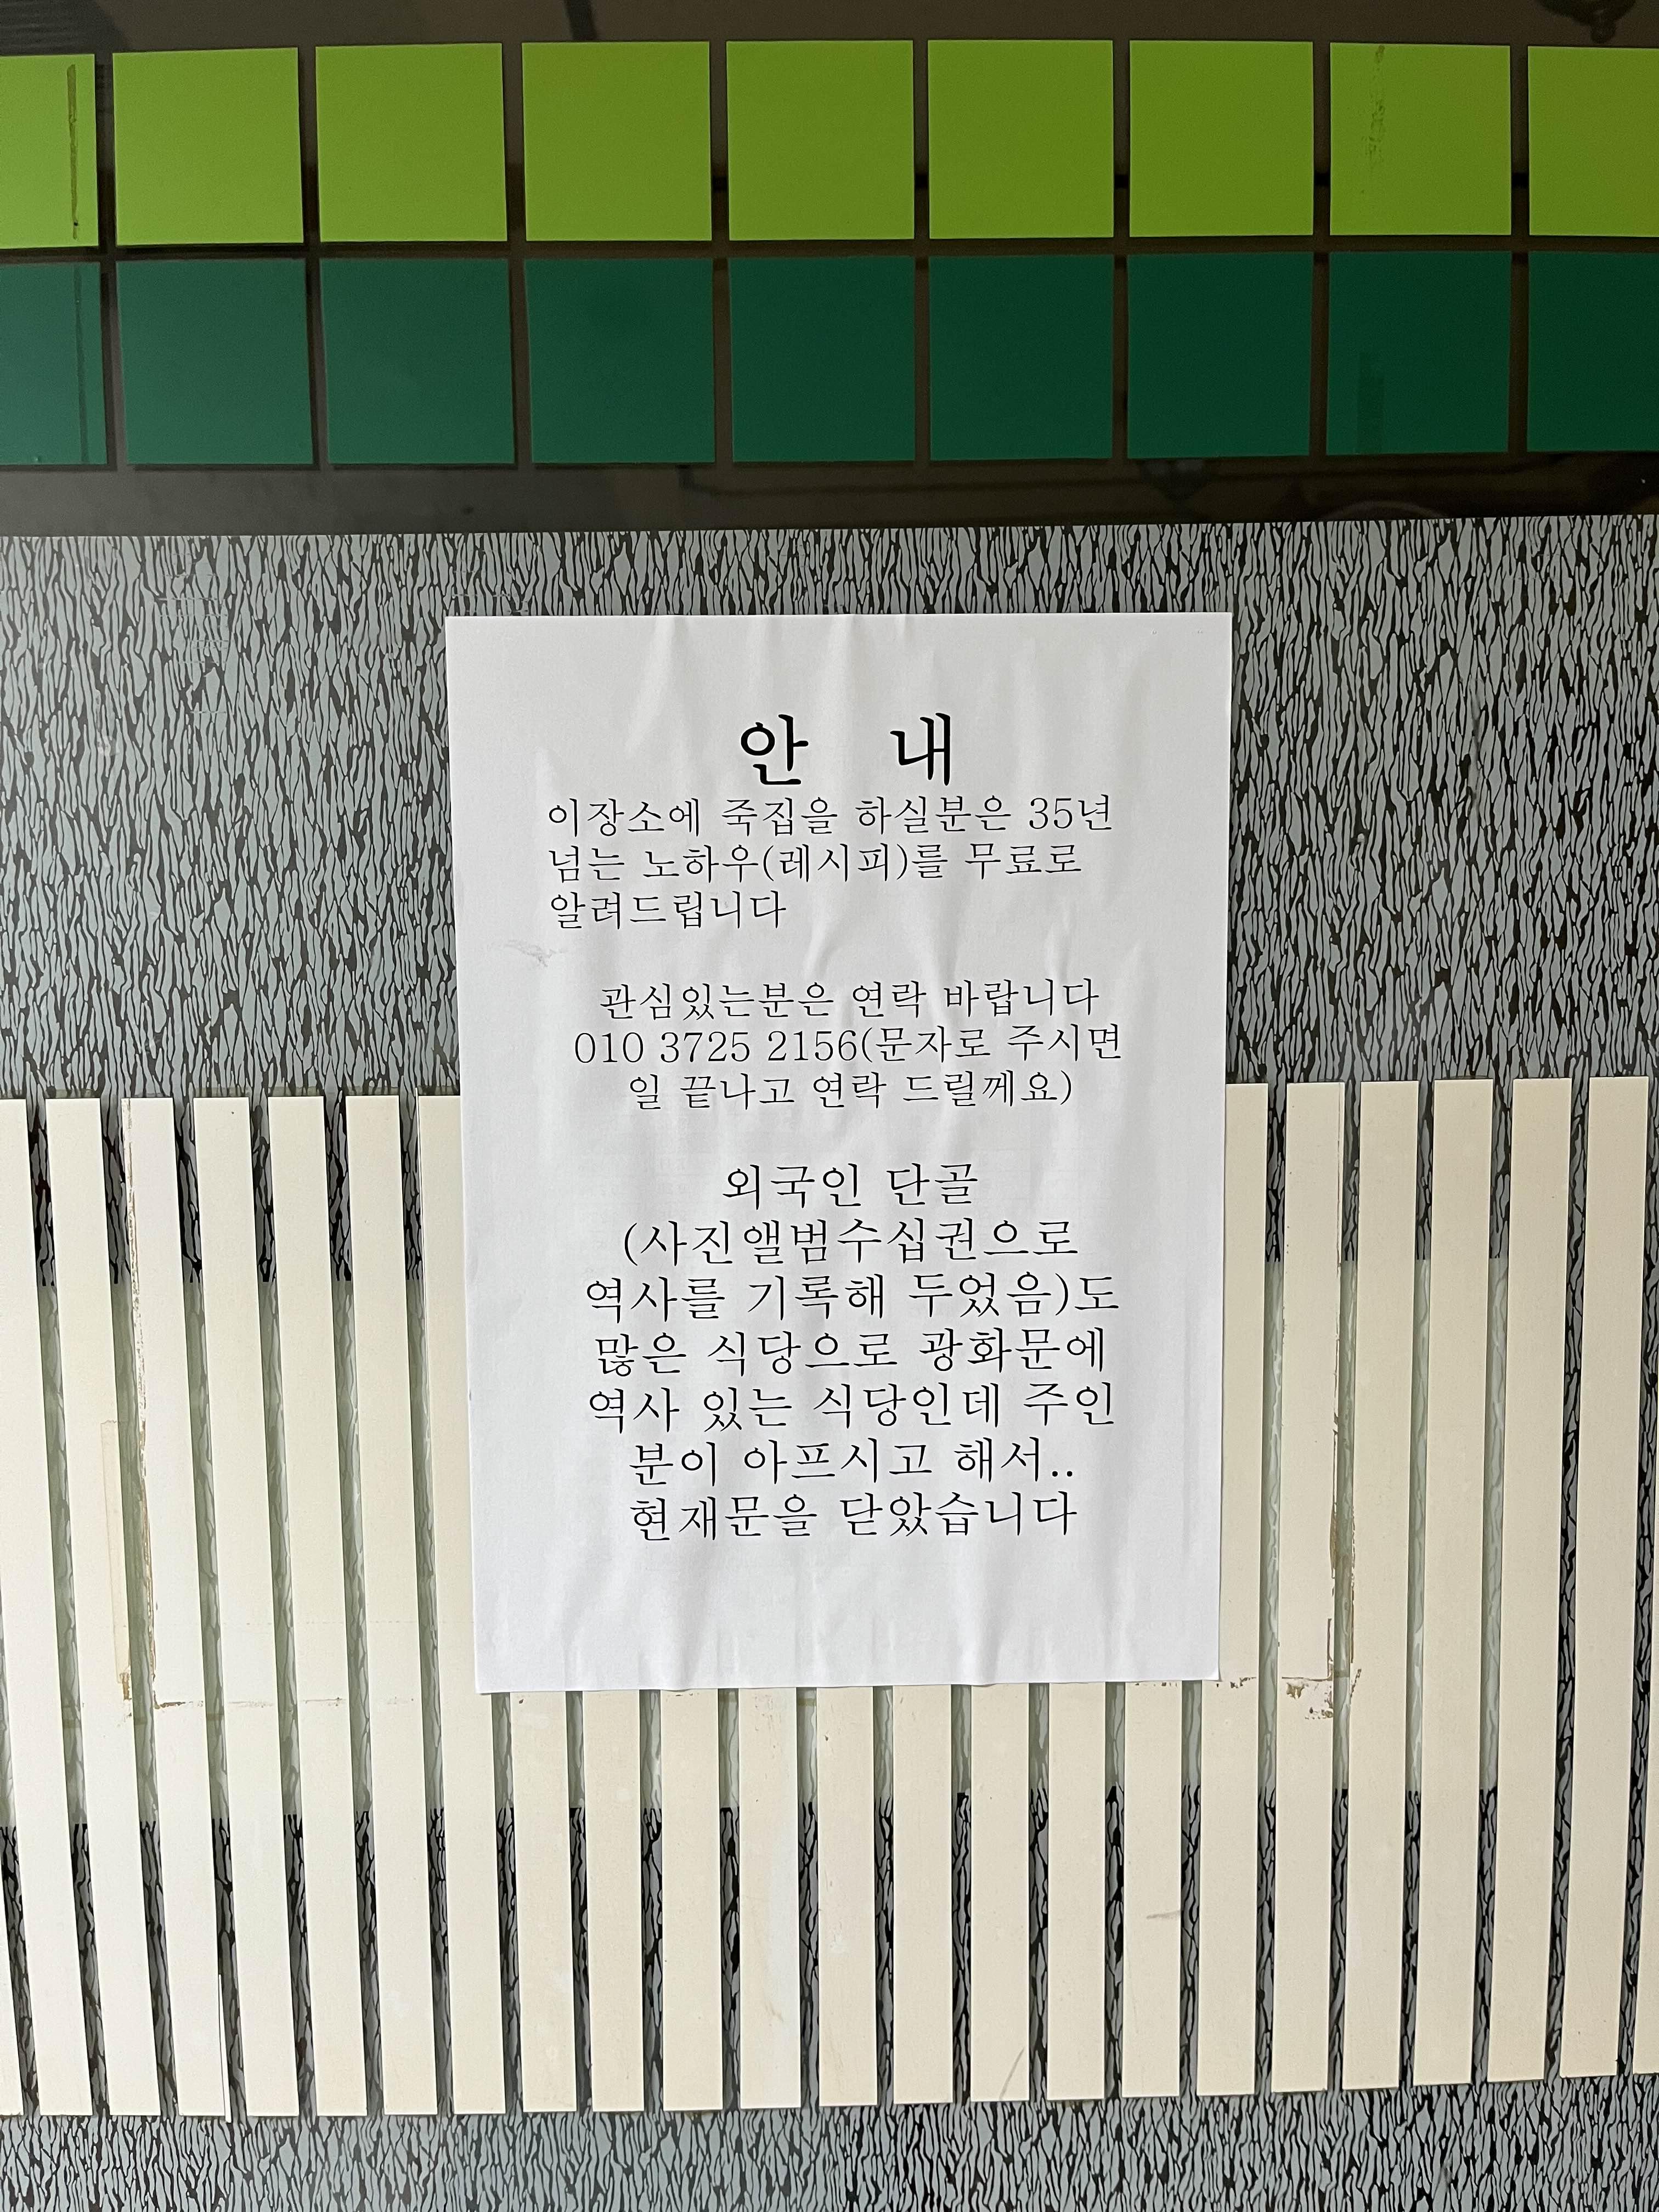 안 내
이장소에 죽집을 하실분은 35년
넘는 노하우(레시피)를 무료로
알려드립니다
관심있는분은 연락 바랍니다
010 3725 2156(문자로 주시면
일 끝나고 연락 드릴께요)
외국인 단골
(사진앨범수십권으로
역사를 기록해 두었음)도
많은 식당으로 광화문에
역사 있는 식당인데 주인
분이 아프시고 해서..
현재문을 닫았습니다